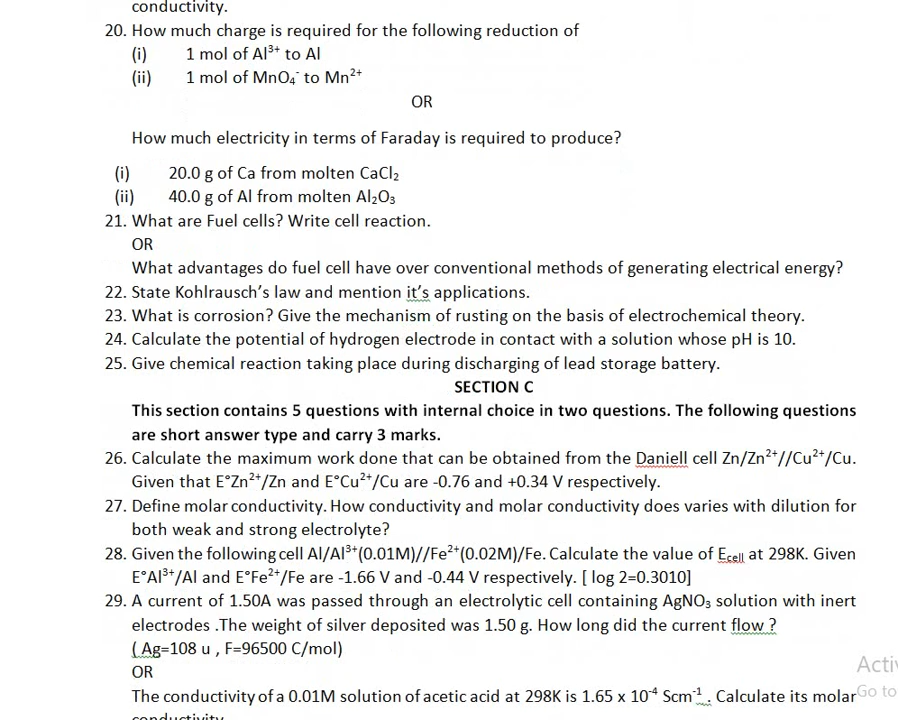 conductivity.
20. How much charge is required for the following reduction of
(i) 1 mol of Al³⁺ to Al
(ii) 1 mol of MnO₄⁻ to Mn²⁺
OR
How much electricity in terms of Faraday is required to produce?
(i) 20.0 g of Ca from molten CaCl₂
(ii) 40.0 g of Al from molten Al₂O₃
21. What are Fuel cells? Write cell reaction.
OR
What advantages do fuel cell have over conventional methods of generating electrical energy?
22. State Kohlrausch's law and mention it's applications.
23. What is corrosion? Give the mechanism of rusting on the basis of electrochemical theory.
24. Calculate the potential of hydrogen electrode in contact with a solution whose pH is 10.
25. Give chemical reaction taking place during discharging of lead storage battery.
SECTION C
This section contains 5 questions with internal choice in two questions. The following questions
are short answer type and carry 3 marks.
26. Calculate the maximum work done that can be obtained from the Daniell cell Zn/Zn²⁺//Cu²⁺/Cu.
Given that E°Zn²⁺/Zn and E°Cu²⁺/Cu are -0.76 and +0.34 V respectively.
27. Define molar conductivity. How conductivity and molar conductivity does varies with dilution for
both weak and strong electrolyte?
28. Given the following cell Al/Al³⁺(0.01M)//Fe²⁺(0.02M)/Fe. Calculate the value of Ecell at 298K. Given
E°Al³⁺/Al and E°Fe²⁺/Fe are -1.66 V and -0.44 V respectively. [ log 2=0.3010]
29. A current of 1.50A was passed through an electrolytic cell containing AgNO₃ solution with inert
electrodes .The weight of silver deposited was 1.50 g. How long did the current flow ?
( Ag=108 u , F=96500 C/mol)
OR
The conductivity of a 0.01M solution of acetic acid at 298K is 1.65 x 10⁻⁴ Scm⁻¹ . Calculate its molar
conductivity
Activ
Go to